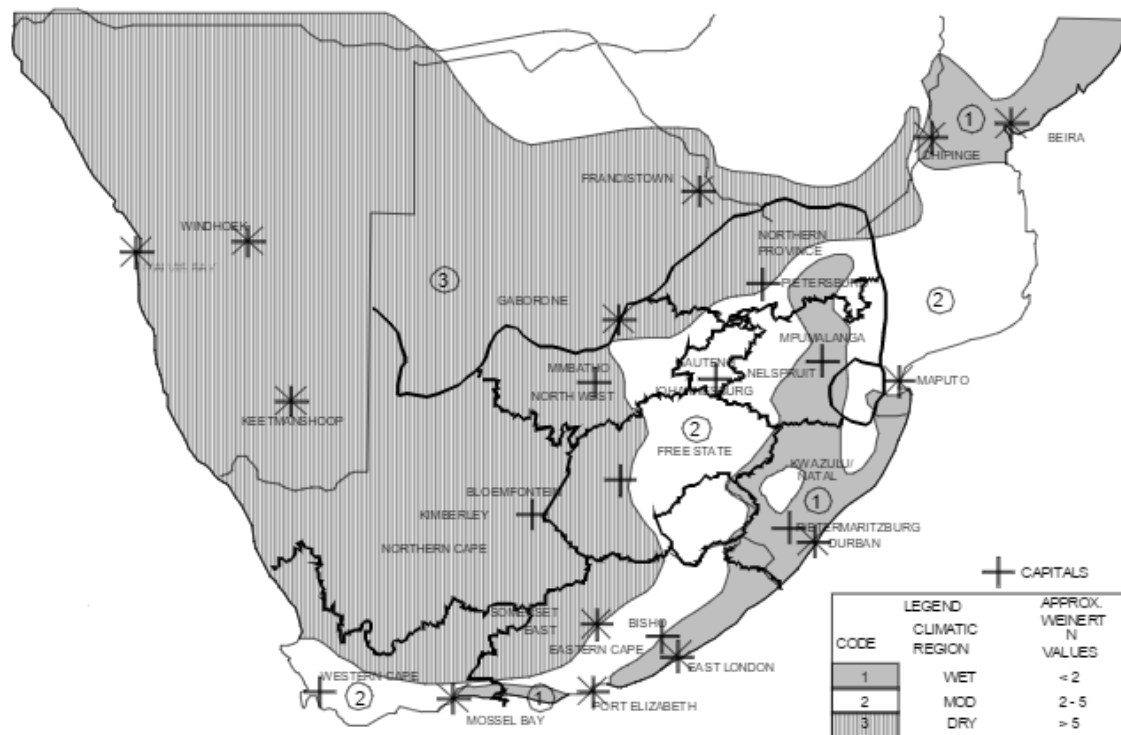 1
BEIRA
CHIPINGE
FRANCISTOWN
WINDHOEK
NORTHERN
PROVINCE
3
PIETERSBURG
GABORONE
2
MPUMALANGA
MMBATHO
GAUTENG
NELSPRUIT
MAPUTO
NORTH WEST
JOHANNESBURG
KEETMANSHOOP
2
FREE STATE
KWAZULU/
NATAL
BLOEMFONTEIN
1
KIMBERLEY
PIETERMARITZBURG
DURBAN
NORTHERN CAPE
CAPITALS
SOMERSET
EAST
BISHO
EASTERN CAPE
EAST LONDON
WESTERN CAPE
2
1
PORT ELIZABETH
MOSSEL BAY
LEGEND APPROX.
CODE CLIMATIC REGION WEINERT N VALUES
1 WET < 2
2 MOD 2 - 5
3 DRY > 5